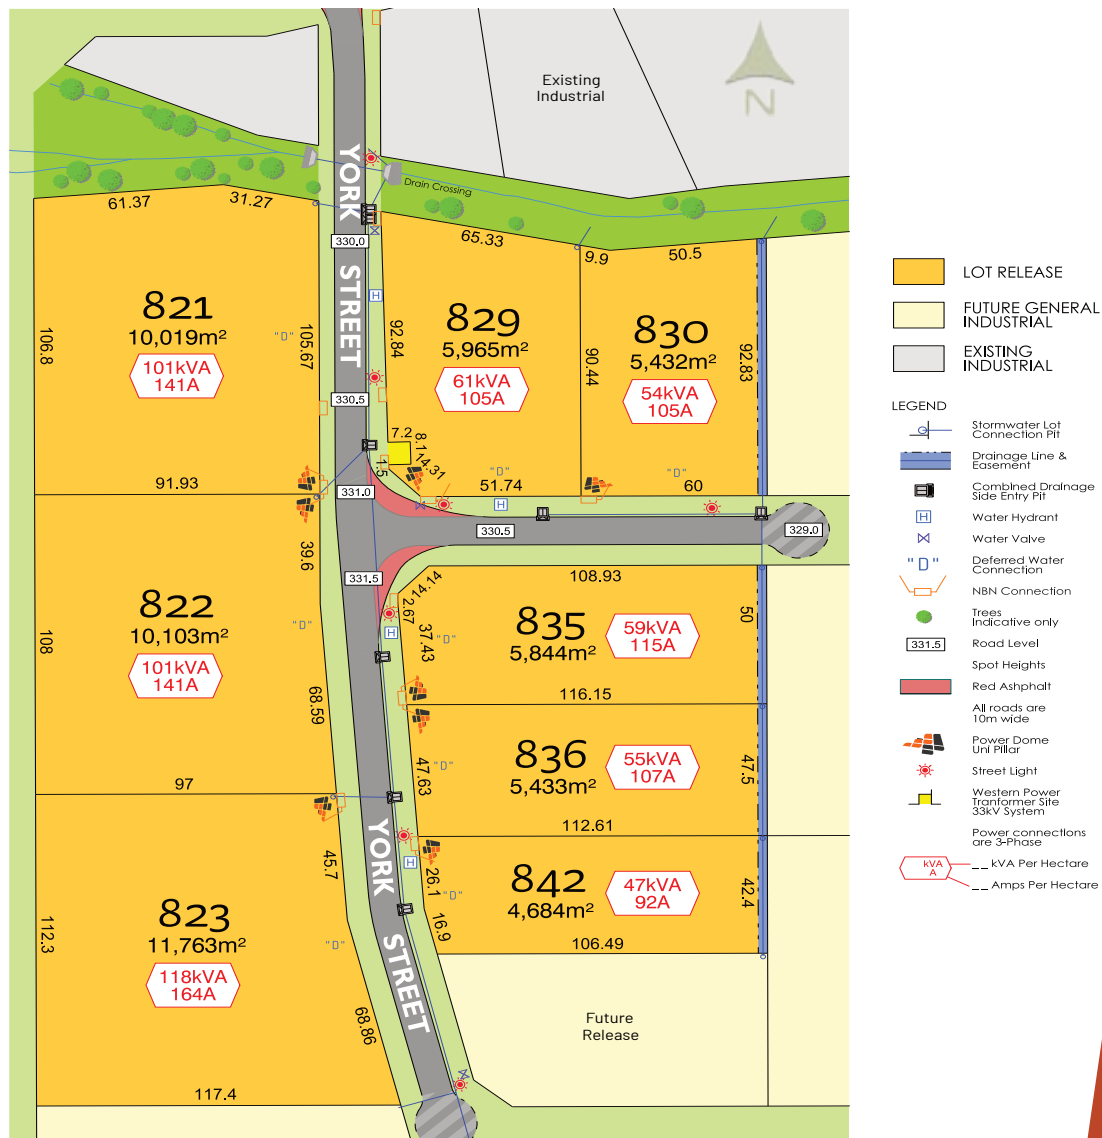 Existing
Industrial
N
Drain Crossing
YORK STREET
61.37
31.27
65.33
9.9
50.5
330.0
821
10,019m²
101kVA
141A
106.8
105.67
"D"
H
829
5,965m²
61kVA
105A
92.84
90.44
830
5,432m²
54kVA
105A
92.83
330.5
7.2
8.1
1.5
14.31
"D"
51.74
H
"D"
60
91.93
331.0
330.5
329.0
39.6
331.5
14.14
2.67
108.93
822
10,103m²
101kVA
141A
108
"D"
68.59
H
37.43
"D"
835
5,844m²
59kVA
115A
50
116.15
836
5,433m²
55kVA
107A
47.63
"D"
47.5
97
112.61
YORK STREET
45.7
H
26.1
"D"
16.9
842
4,684m²
47kVA
92A
42.4
106.49
823
11,763m²
118kVA
164A
112.3
"D"
68.86
117.4
Future
Release
LOT RELEASE
FUTURE GENERAL
INDUSTRIAL
EXISTING
INDUSTRIAL
LEGEND
Stormwater Lot
Connection Pit
Drainage Line &
Easement
Combined Drainage
Side Entry Pit
H
Water Hydrant
Water Valve
"D"
Deferred Water
Connection
NBN Connection
Trees
Indicative only
331.5
Road Level
Spot Heights
Red Ashphalt
All roads are
10m wide
Power Dome
Uni Pillar
Street Light
Western Power
Tranformer Site
33kV System
Power connections
are 3-Phase
kVA
A
__ kVA Per Hectare
__ Amps Per Hectare